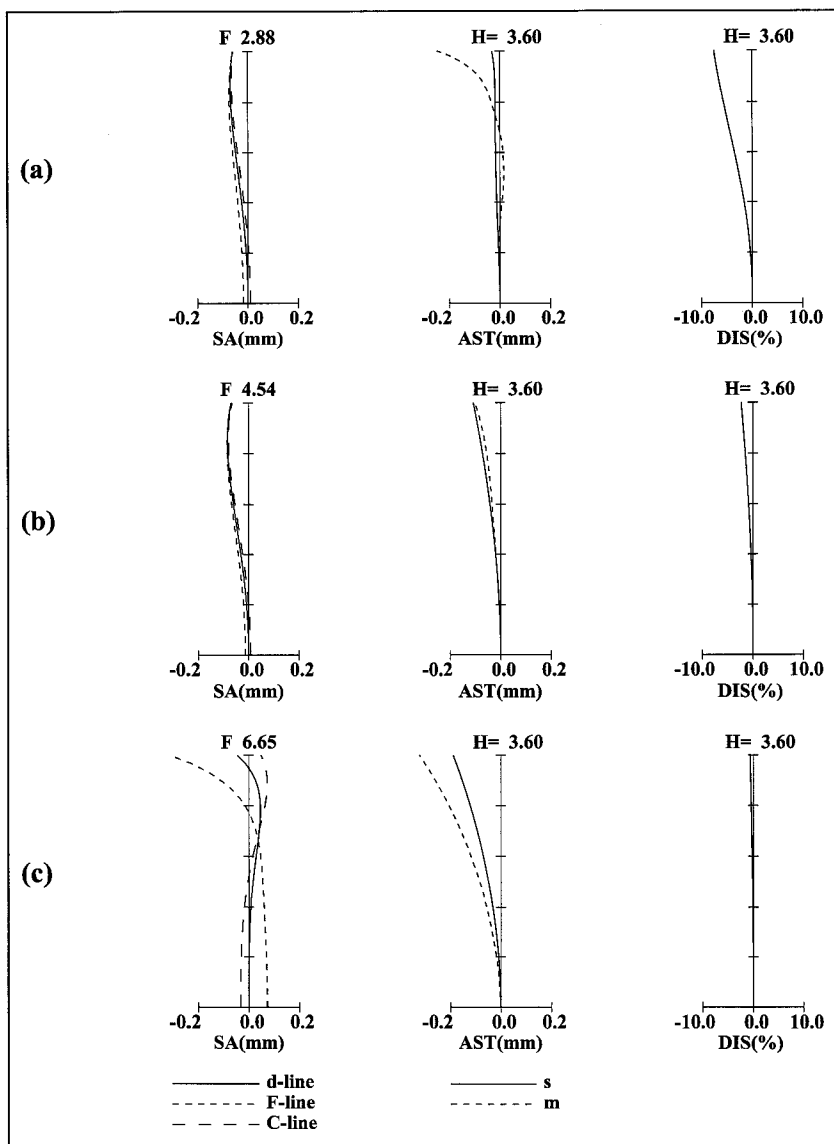 F 2.88 H= 3.60 H= 3.60
(a)
-0.2 0.0 0.2 -0.2 0.0 0.2 -10.0 0.0 10.0
SA(mm) AST(mm) DIS(%)
F 4.54 H= 3.60 H= 3.60
(b)
-0.2 0.0 0.2 -0.2 0.0 0.2 -10.0 0.0 10.0
SA(mm) AST(mm) DIS(%)
F 6.65 H= 3.60 H= 3.60
(c)
-0.2 0.0 0.2 -0.2 0.0 0.2 -10.0 0.0 10.0
SA(mm) AST(mm) DIS(%)
d-line s
F-line m
C-line